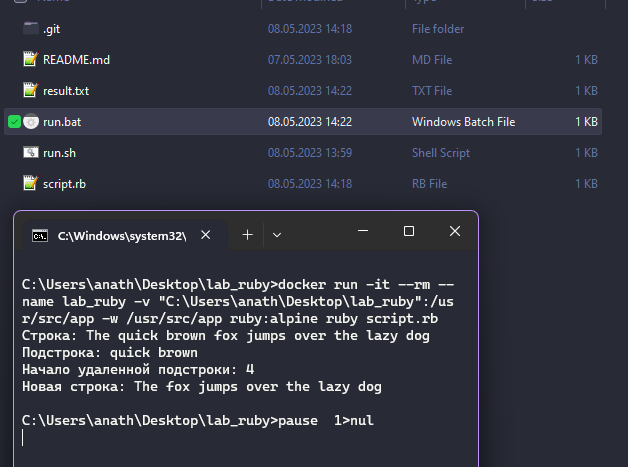 .git 08.05.2023 14:18 File folder
README.md 07.05.2023 18:03 MD File 1 KB
result.txt 08.05.2023 14:22 TXT File 1 KB
run.bat 08.05.2023 14:22 Windows Batch File 1 KB
run.sh 08.05.2023 13:59 Shell Script 1 KB
script.rb 08.05.2023 14:18 RB File 1 KB
C:\Windows\system32\
C:\Users\anath\Desktop\lab_ruby>docker run -it --rm --
name lab_ruby -v "C:\Users\anath\Desktop\lab_ruby":/us
r/src/app -w /usr/src/app ruby:alpine ruby script.rb
Строка: The quick brown fox jumps over the lazy dog
Подстрока: quick brown
Начало удаленной подстроки: 4
Новая строка: The fox jumps over the lazy dog
C:\Users\anath\Desktop\lab_ruby>pause  1>nul